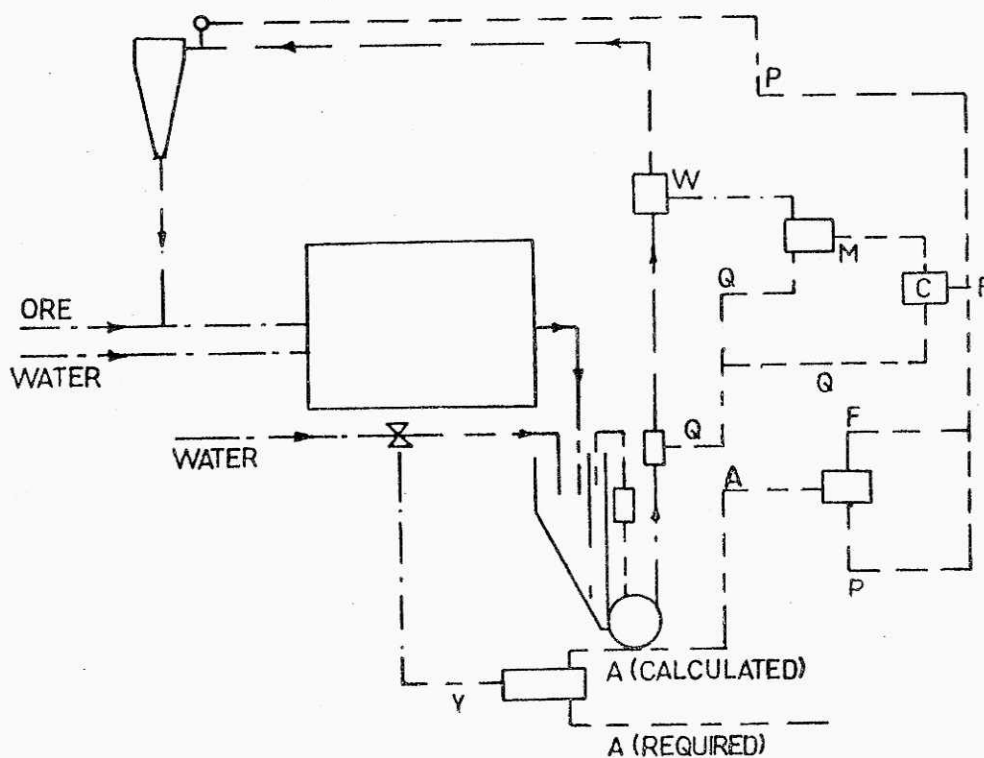 P
W
M
Q
C
F
ORE
WATER
Q
F
Q
WATER
A
P
A (CALCULATED)
Y
A (REQUIRED)